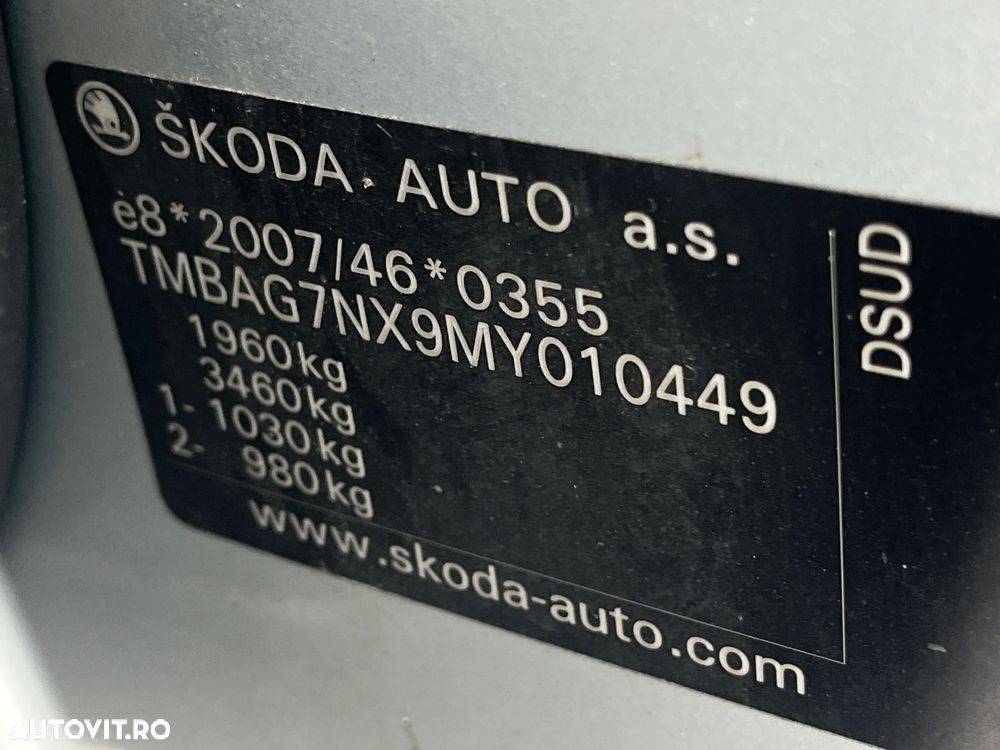 ŠKODA AUTO a.s.
e8*2007/46*0355
TMBAG7NX9MY010449
1960kg
3460kg
1- 1030kg
2- 980kg
www.skoda-auto.com
DSUD
AUTOVIT.RO